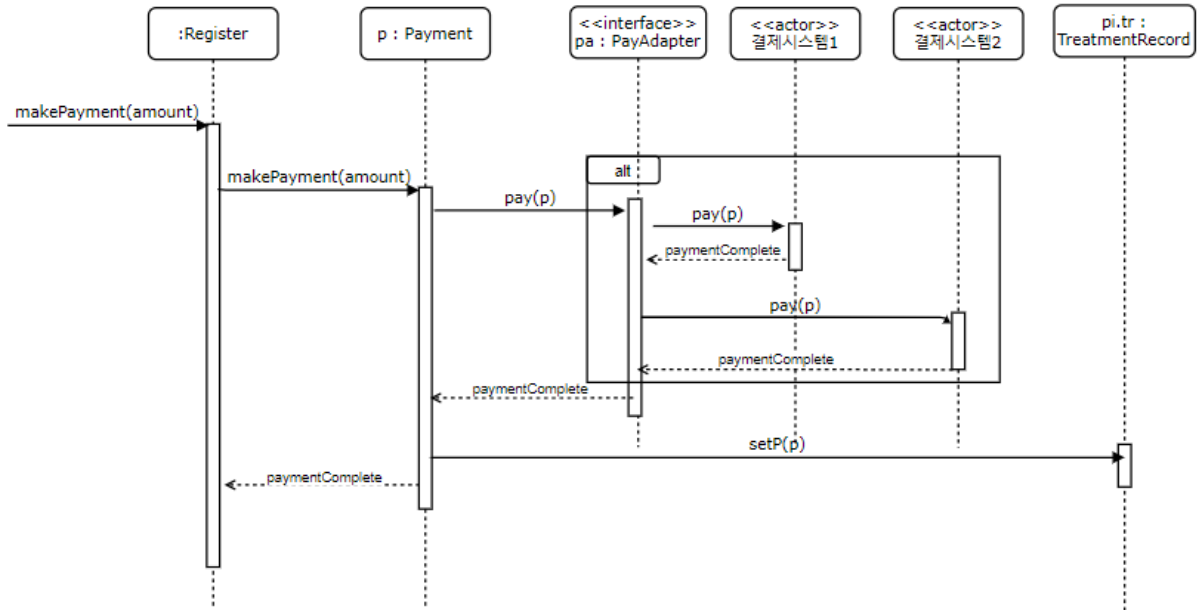 :Register
p : Payment
<<interface>>
pa : PayAdapter
<<actor>>
결제시스템1
<<actor>>
결제시스템2
pi.tr :
TreatmentRecord
makePayment(amount)
makePayment(amount)
alt
pay(p)
pay(p)
paymentComplete
pay(p)
paymentComplete
paymentComplete
setP(p)
paymentComplete